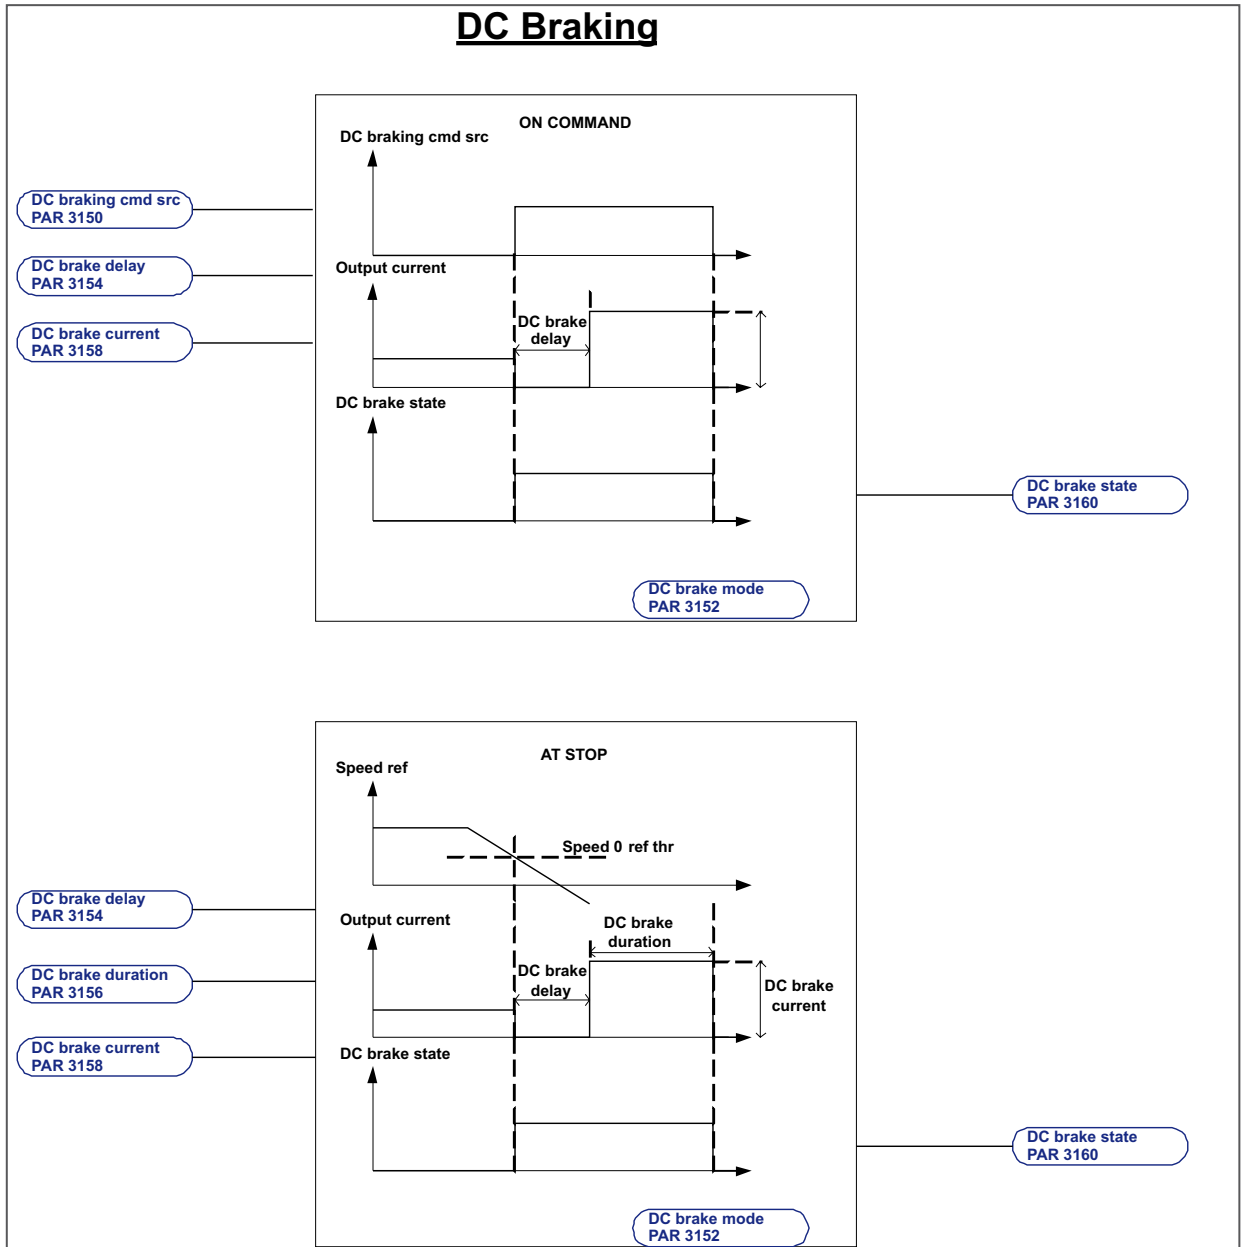 DC Braking
ON COMMAND
DC braking cmd src
DC braking cmd src
PAR 3150
DC brake delay
PAR 3154
DC brake current
PAR 3158
Output current
DC brake
delay
DC brake state
DC brake state
PAR 3160
DC brake mode
PAR 3152
AT STOP
Speed ref
Speed 0 ref thr
DC brake delay
PAR 3154
DC brake duration
PAR 3156
DC brake current
PAR 3158
Output current
DC brake
duration
DC brake
delay
DC brake
current
DC brake state
DC brake state
PAR 3160
DC brake mode
PAR 3152